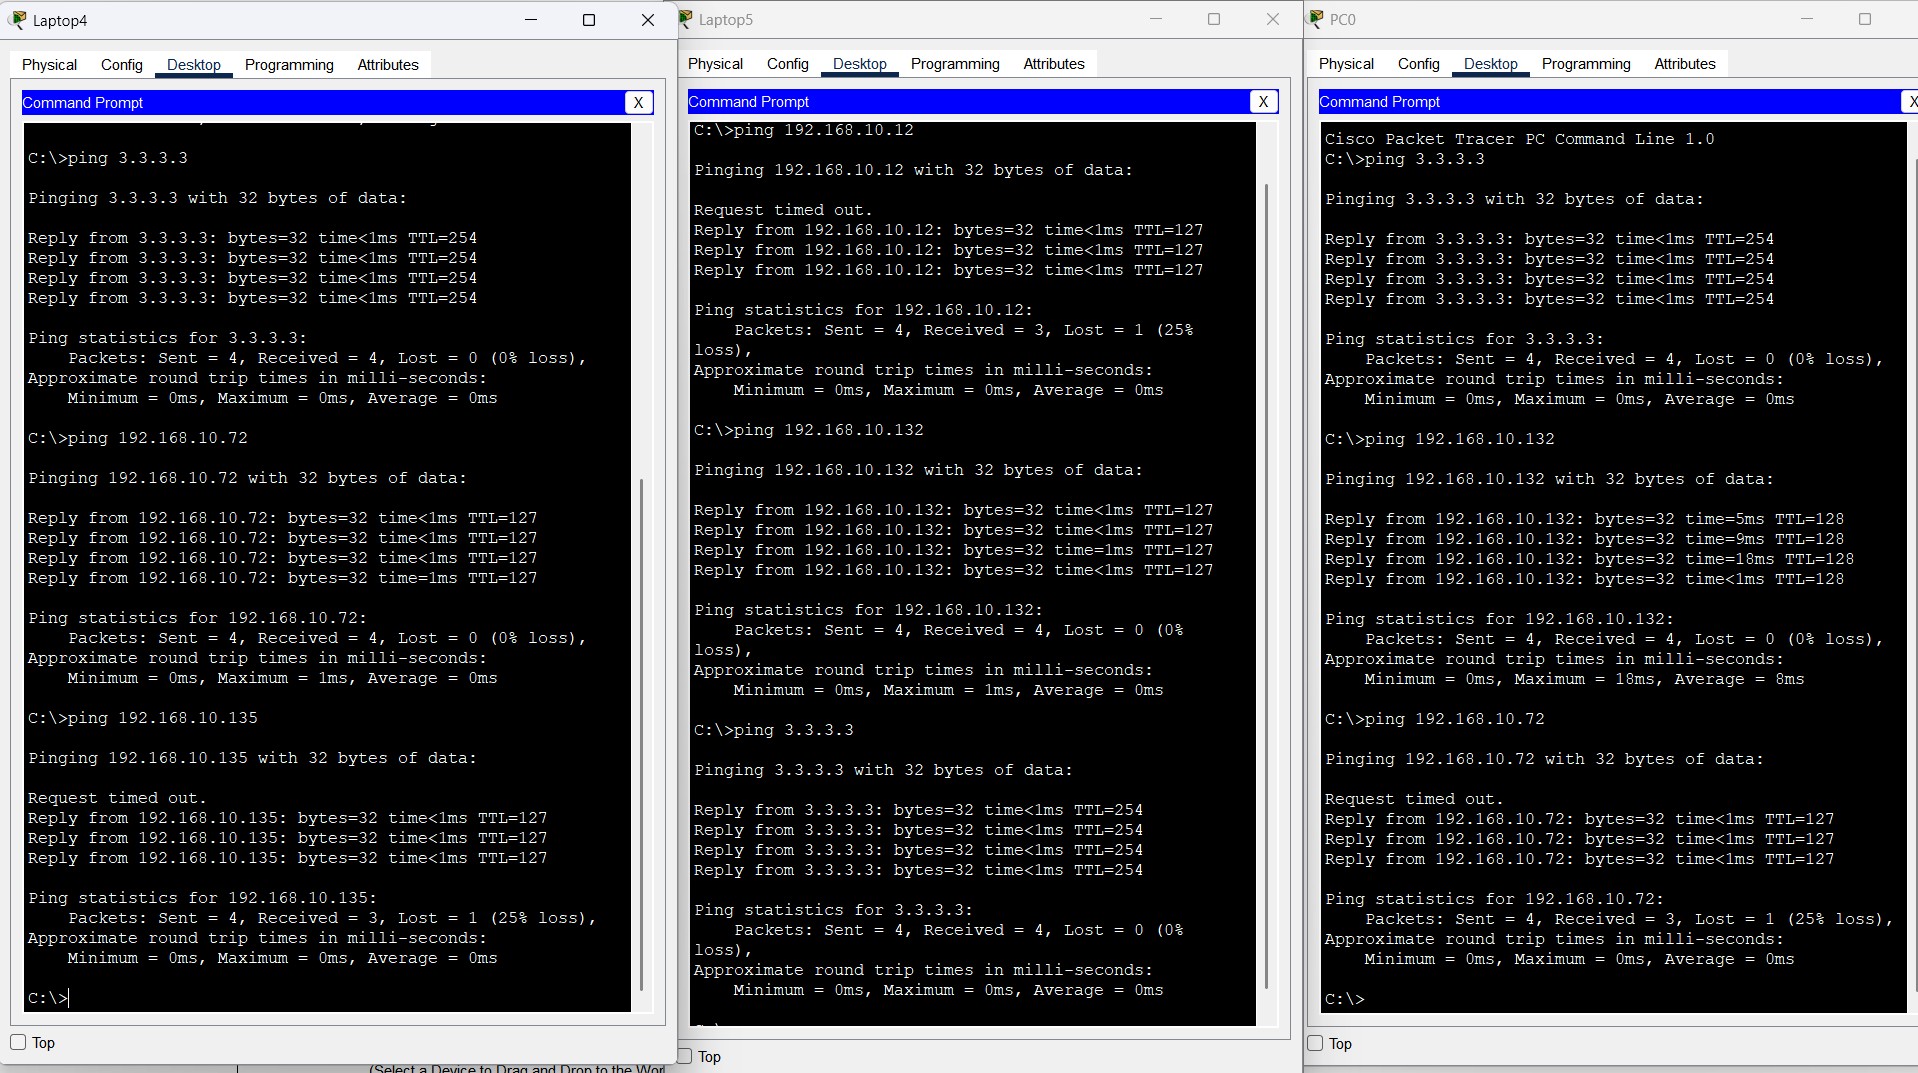 Laptop4
Physical Config Desktop Programming Attributes
Command Prompt X
C:\>ping 3.3.3.3
Pinging 3.3.3.3 with 32 bytes of data:
Reply from 3.3.3.3: bytes=32 time<1ms TTL=254
Reply from 3.3.3.3: bytes=32 time<1ms TTL=254
Reply from 3.3.3.3: bytes=32 time<1ms TTL=254
Reply from 3.3.3.3: bytes=32 time<1ms TTL=254
Ping statistics for 3.3.3.3:
Packets: Sent = 4, Received = 4, Lost = 0 (0% loss),
Approximate round trip times in milli-seconds:
Minimum = 0ms, Maximum = 0ms, Average = 0ms
C:\>ping 192.168.10.72
Pinging 192.168.10.72 with 32 bytes of data:
Reply from 192.168.10.72: bytes=32 time<1ms TTL=127
Reply from 192.168.10.72: bytes=32 time<1ms TTL=127
Reply from 192.168.10.72: bytes=32 time<1ms TTL=127
Reply from 192.168.10.72: bytes=32 time=1ms TTL=127
Ping statistics for 192.168.10.72:
Packets: Sent = 4, Received = 4, Lost = 0 (0% loss),
Approximate round trip times in milli-seconds:
Minimum = 0ms, Maximum = 1ms, Average = 0ms
C:\>ping 192.168.10.135
Pinging 192.168.10.135 with 32 bytes of data:
Request timed out.
Reply from 192.168.10.135: bytes=32 time<1ms TTL=127
Reply from 192.168.10.135: bytes=32 time<1ms TTL=127
Reply from 192.168.10.135: bytes=32 time<1ms TTL=127
Ping statistics for 192.168.10.135:
Packets: Sent = 4, Received = 3, Lost = 1 (25% loss),
Approximate round trip times in milli-seconds:
Minimum = 0ms, Maximum = 0ms, Average = 0ms
C:\>
Top
(Select a Device to Drag and Drop to the Wor
Laptop5
Physical Config Desktop Programming Attributes
Command Prompt X
C:\>ping 192.168.10.12
Pinging 192.168.10.12 with 32 bytes of data:
Request timed out.
Reply from 192.168.10.12: bytes=32 time<1ms TTL=127
Reply from 192.168.10.12: bytes=32 time<1ms TTL=127
Reply from 192.168.10.12: bytes=32 time<1ms TTL=127
Ping statistics for 192.168.10.12:
Packets: Sent = 4, Received = 3, Lost = 1 (25%
loss),
Approximate round trip times in milli-seconds:
Minimum = 0ms, Maximum = 0ms, Average = 0ms
C:\>ping 192.168.10.132
Pinging 192.168.10.132 with 32 bytes of data:
Reply from 192.168.10.132: bytes=32 time<1ms TTL=127
Reply from 192.168.10.132: bytes=32 time<1ms TTL=127
Reply from 192.168.10.132: bytes=32 time=1ms TTL=127
Reply from 192.168.10.132: bytes=32 time<1ms TTL=127
Ping statistics for 192.168.10.132:
Packets: Sent = 4, Received = 4, Lost = 0 (0%
loss),
Approximate round trip times in milli-seconds:
Minimum = 0ms, Maximum = 1ms, Average = 0ms
C:\>ping 3.3.3.3
Pinging 3.3.3.3 with 32 bytes of data:
Reply from 3.3.3.3: bytes=32 time<1ms TTL=254
Reply from 3.3.3.3: bytes=32 time<1ms TTL=254
Reply from 3.3.3.3: bytes=32 time<1ms TTL=254
Reply from 3.3.3.3: bytes=32 time<1ms TTL=254
Ping statistics for 3.3.3.3:
Packets: Sent = 4, Received = 4, Lost = 0 (0%
loss),
Approximate round trip times in milli-seconds:
Minimum = 0ms, Maximum = 0ms, Average = 0ms
Top
PC0
Physical Config Desktop Programming Attributes
Command Prompt X
Cisco Packet Tracer PC Command Line 1.0
C:\>ping 3.3.3.3
Pinging 3.3.3.3 with 32 bytes of data:
Reply from 3.3.3.3: bytes=32 time<1ms TTL=254
Reply from 3.3.3.3: bytes=32 time<1ms TTL=254
Reply from 3.3.3.3: bytes=32 time<1ms TTL=254
Reply from 3.3.3.3: bytes=32 time<1ms TTL=254
Ping statistics for 3.3.3.3:
Packets: Sent = 4, Received = 4, Lost = 0 (0% loss),
Approximate round trip times in milli-seconds:
Minimum = 0ms, Maximum = 0ms, Average = 0ms
C:\>ping 192.168.10.132
Pinging 192.168.10.132 with 32 bytes of data:
Reply from 192.168.10.132: bytes=32 time=5ms TTL=128
Reply from 192.168.10.132: bytes=32 time=9ms TTL=128
Reply from 192.168.10.132: bytes=32 time=18ms TTL=128
Reply from 192.168.10.132: bytes=32 time<1ms TTL=128
Ping statistics for 192.168.10.132:
Packets: Sent = 4, Received = 4, Lost = 0 (0% loss),
Approximate round trip times in milli-seconds:
Minimum = 0ms, Maximum = 18ms, Average = 8ms
C:\>ping 192.168.10.72
Pinging 192.168.10.72 with 32 bytes of data:
Request timed out.
Reply from 192.168.10.72: bytes=32 time<1ms TTL=127
Reply from 192.168.10.72: bytes=32 time<1ms TTL=127
Reply from 192.168.10.72: bytes=32 time<1ms TTL=127
Ping statistics for 192.168.10.72:
Packets: Sent = 4, Received = 3, Lost = 1 (25% loss),
Approximate round trip times in milli-seconds:
Minimum = 0ms, Maximum = 0ms, Average = 0ms
C:\>
Top